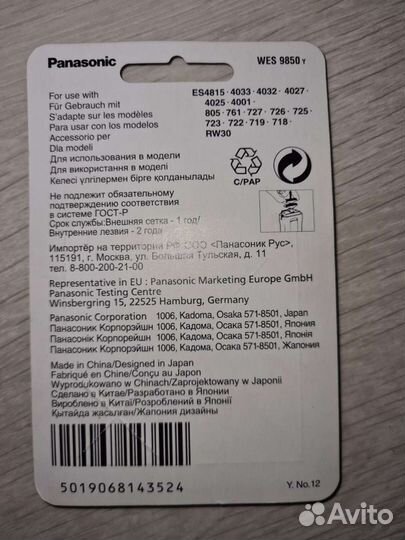 Panasonic
WES 9850 Y
For use with
Für Gebrauch mit
S'adapte sur les modèles
Para usar con los modelos
Accessorio per
Dla modeli
Для использования в модели
Для використання в моделі
Келесі үлгілермен бірге қолданылады
ES4815 · 4033 · 4032 · 4027 ·
4025 · 4001 ·
805 · 761 · 727 · 726 · 725 ·
723 · 722 · 719 · 718 ·
RW30
C/PAP
Не подлежит обязательному
подтверждению соответствия
в системе ГОСТ-Р
Срок службы: Внешняя сетка - 1 год/
Внутренние лезвия - 2 года
Импортёр на территории РФ ООО <Панасоник Рус>,
115191, г. Москва, ул. Большая Тульская, д. 11
тел. 8-800-200-21-00
Representative in EU : Panasonic Marketing Europe GmbH
Panasonic Testing Centre
Winsbergring 15, 22525 Hamburg, Germany
Panasonic Corporation 1006, Kadoma, Osaka 571-8501, Japan
Панасоник Корпорэйшн 1006, Кадома, Осака 571-8501, Япония
Панасонік Корпорейшн 1006, Кадома, Осака 571-8501, Японія
Панасоник Корпорэйшн 1006, Кадома, Осака 571-8501, Жапония
Made in China/Designed in Japan
Fabriqué en Chine/Conçu au Japon
Wyprodukowano w Chinach/Zaprojektowany w Japonii
Сделано в Китае/Разработано в Японии
Вироблено в Китаї/Розроблений в Японії
Қытайда жасалған/Жапония дизайны
5019068143524
Y. No.12
Avito